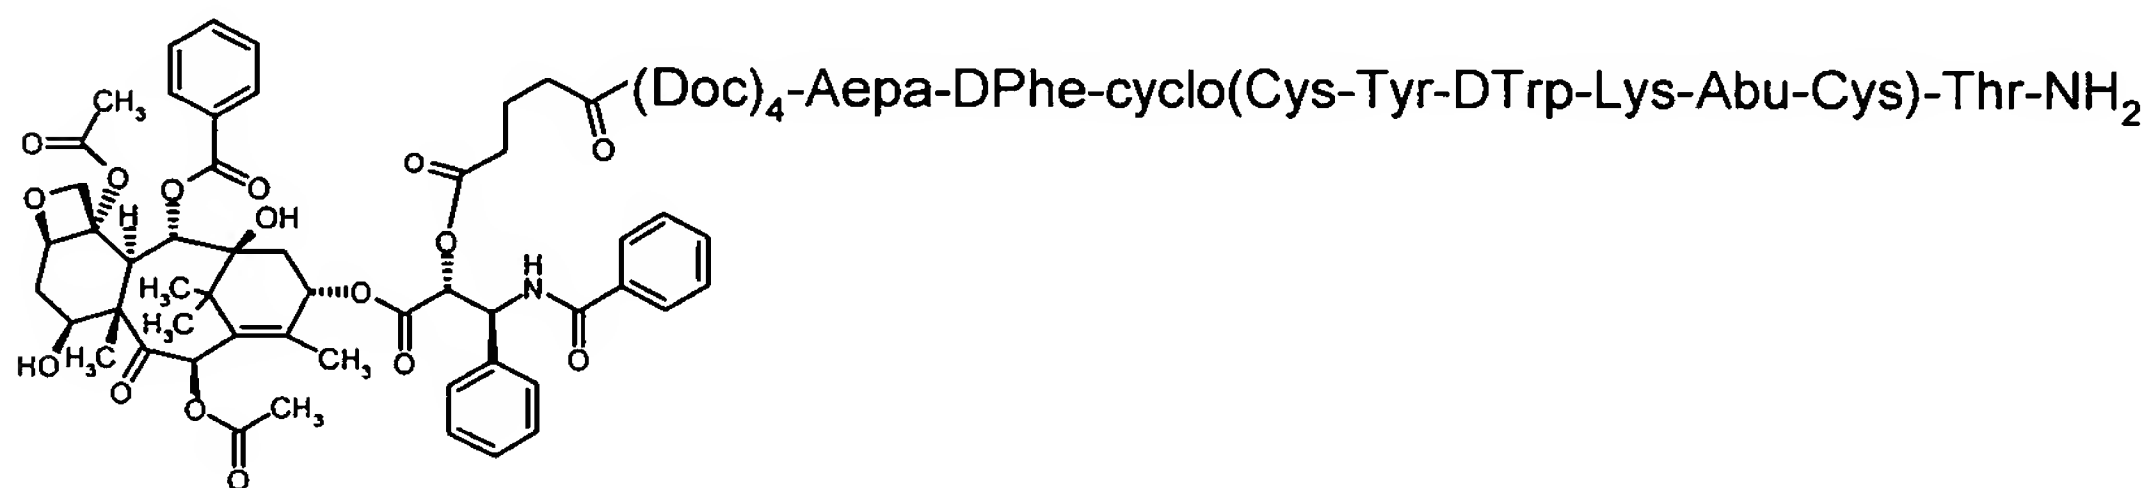 (Doc)₄-Aepa-DPhe-cyclo(Cys-Tyr-DTrp-Lys-Abu-Cys)-Thr-NH₂
CH₃
O
O
O
O
O
O
O
H
OH
O
H
N
H₃C
O
H₃C
O
O
HO
H₃C
O
CH₃
O
CH₃
O